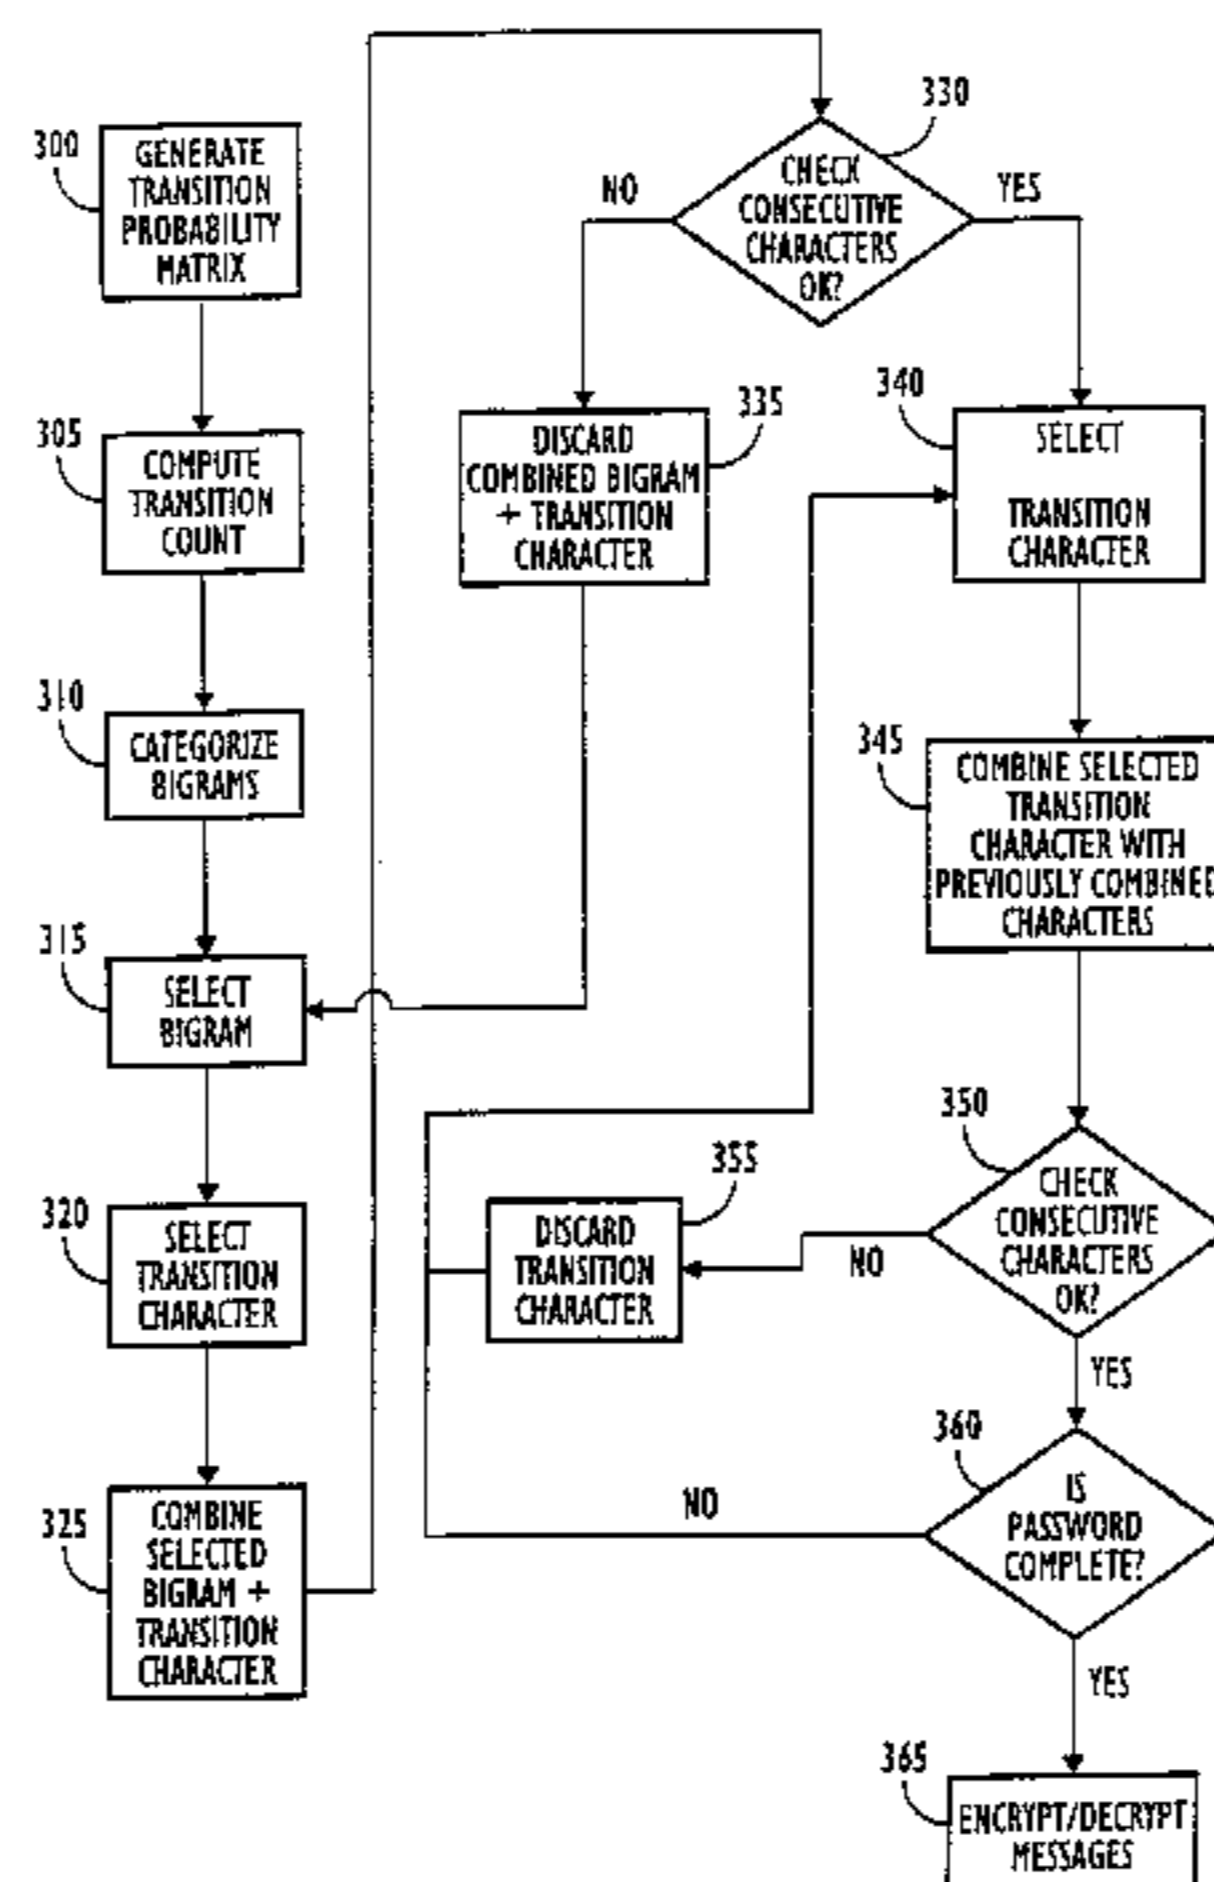 300
GENERATE
TRANSITION
PROBABILITY
MATRIX
305
COMPUTE
TRANSITION
COUNT
310
CATEGORIZE
BIGRAMS
315
SELECT
BIGRAM
320
SELECT
TRANSITION
CHARACTER
325
COMBINE
SELECTED
BIGRAM +
TRANSITION
CHARACTER
330
CHECK
CONSECUTIVE
CHARACTERS
OK?
NO
YES
335
DISCARD
COMBINED BIGRAM
+ TRANSITION
CHARACTER
340
SELECT
TRANSITION
CHARACTER
345
COMBINE SELECTED
TRANSITION
CHARACTER WITH
PREVIOUSLY COMBINED
CHARACTERS
350
CHECK
CONSECUTIVE
CHARACTERS
OK?
NO
YES
355
DISCARD
TRANSITION
CHARACTER
360
IS
PASSWORD
COMPLETE?
NO
YES
365
ENCRYPT/DECRYPT
MESSAGES